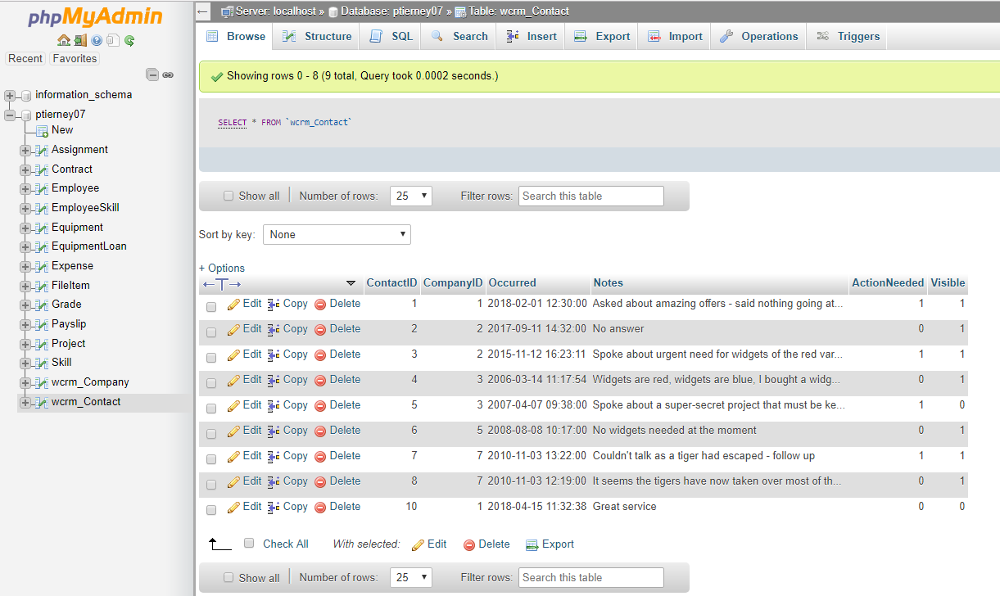 phpMyAdmin
Recent Favorites
information_schema
ptierney07
New
Assignment
Contract
Employee
EmployeeSkill
Equipment
EquipmentLoan
Expense
FileItem
Grade
Payslip
Project
Skill
wcrm_Company
wcrm_Contact
Server: localhost » Database: ptierney07 » Table: wcrm_Contact
Browse Structure SQL Search Insert Export Import Operations Triggers
Showing rows 0 - 8 (9 total, Query took 0.0002 seconds.)
SELECT * FROM `wcrm_Contact`
Show all Number of rows: 25 Filter rows: Search this table
Sort by key: None
+ Options
ContactID CompanyID Occurred Notes ActionNeeded Visible
Edit Copy Delete 1 1 2018-02-01 12:30:00 Asked about amazing offers - said nothing going at... 1 1
Edit Copy Delete 2 2 2017-09-11 14:32:00 No answer 0 1
Edit Copy Delete 3 2 2015-11-12 16:23:11 Spoke about urgent need for widgets of the red var... 1 1
Edit Copy Delete 4 3 2006-03-14 11:17:54 Widgets are red, widgets are blue, I bought a widg... 0 1
Edit Copy Delete 5 3 2007-04-07 09:38:00 Spoke about a super-secret project that must be ke... 1 0
Edit Copy Delete 6 5 2008-08-08 10:17:00 No widgets needed at the moment 0 1
Edit Copy Delete 7 7 2010-11-03 13:22:00 Couldn't talk as a tiger had escaped - follow up 1 1
Edit Copy Delete 8 7 2010-11-03 12:19:00 It seems the tigers have now taken over most of th... 0 1
Edit Copy Delete 10 1 2018-04-15 11:32:38 Great service 0 0
Check All With selected: Edit Delete Export
Show all Number of rows: 25 Filter rows: Search this table